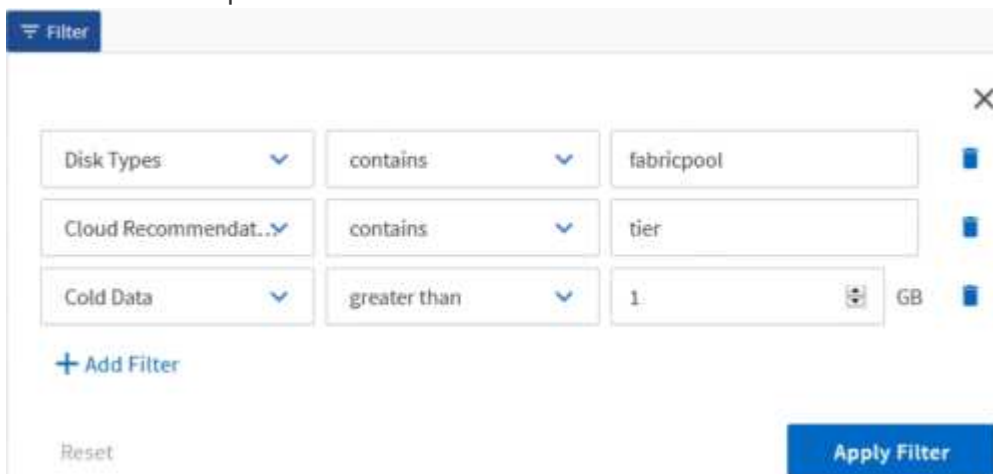 Filter
Disk Types contains fabricpool
Cloud Recommendat... contains tier
Cold Data greater than 1 GB
+ Add Filter
Reset Apply Filter